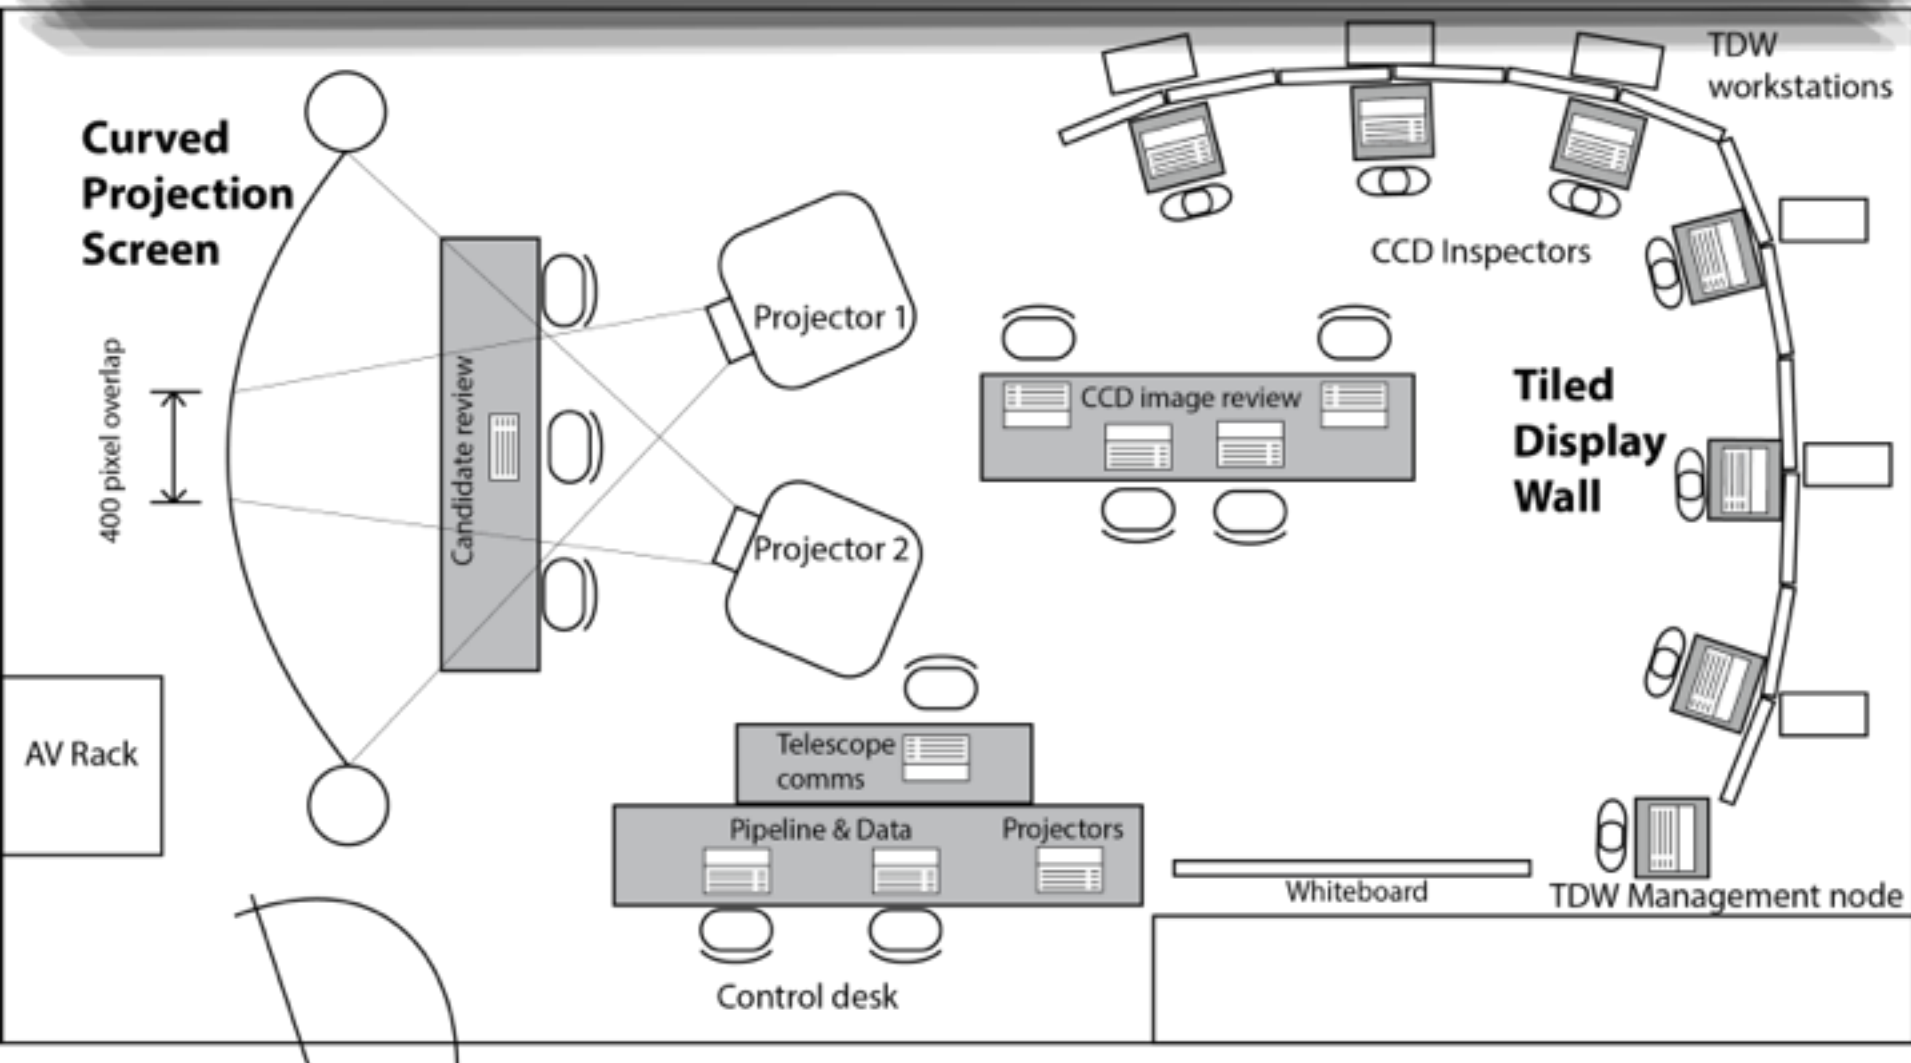 Curved
Projection
Screen
400 pixel overlap
Candidate review
Projector 1
Projector 2
AV Rack
Telescope
comms
Pipeline & Data
Projectors
Control desk
CCD image review
CCD Inspectors
TDW
workstations
Tiled
Display
Wall
Whiteboard
TDW Management node